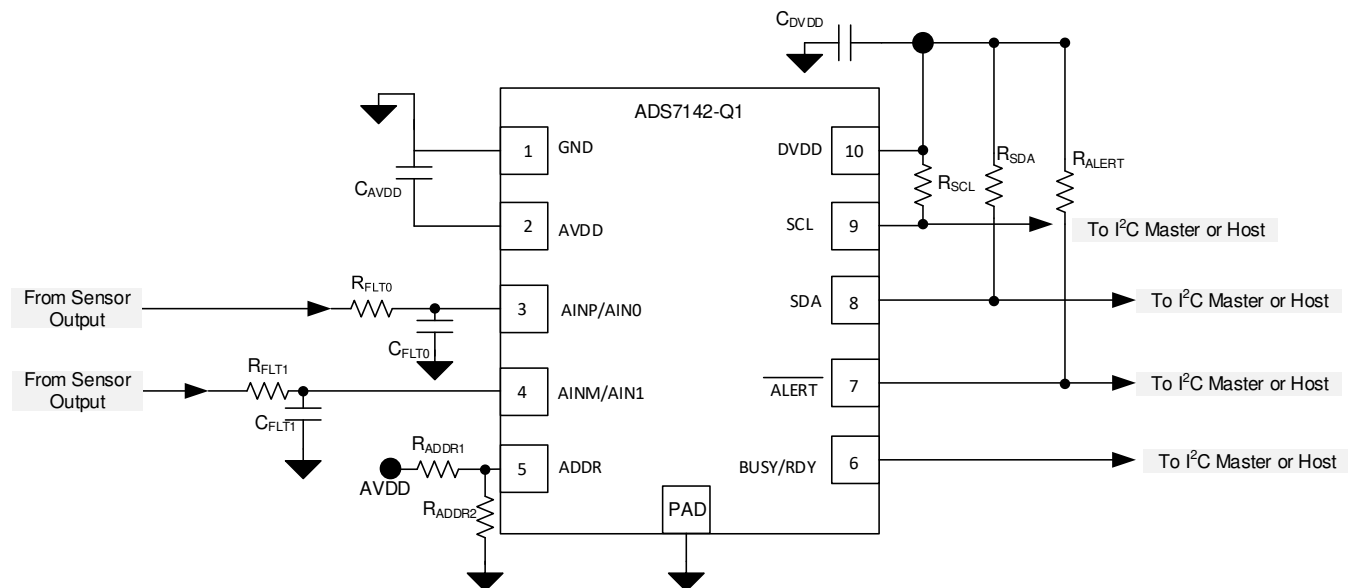 CDVDD
ADS7142-Q1
1
GND
DVDD
10
RSCL
RSDA
RALERT
CAVDD
2
AVDD
SCL
9
To I2C Master or Host
From Sensor
Output
RFLT0
3
AINP/AIN0
CFLT0
SDA
8
To I2C Master or Host
From Sensor
Output
RFLT1
CFLT1
4
AINM/AIN1
ALERT
7
To I2C Master or Host
RADDR1
AVDD
5
ADDR
RADDR2
BUSY/RDY
6
To I2C Master or Host
PAD